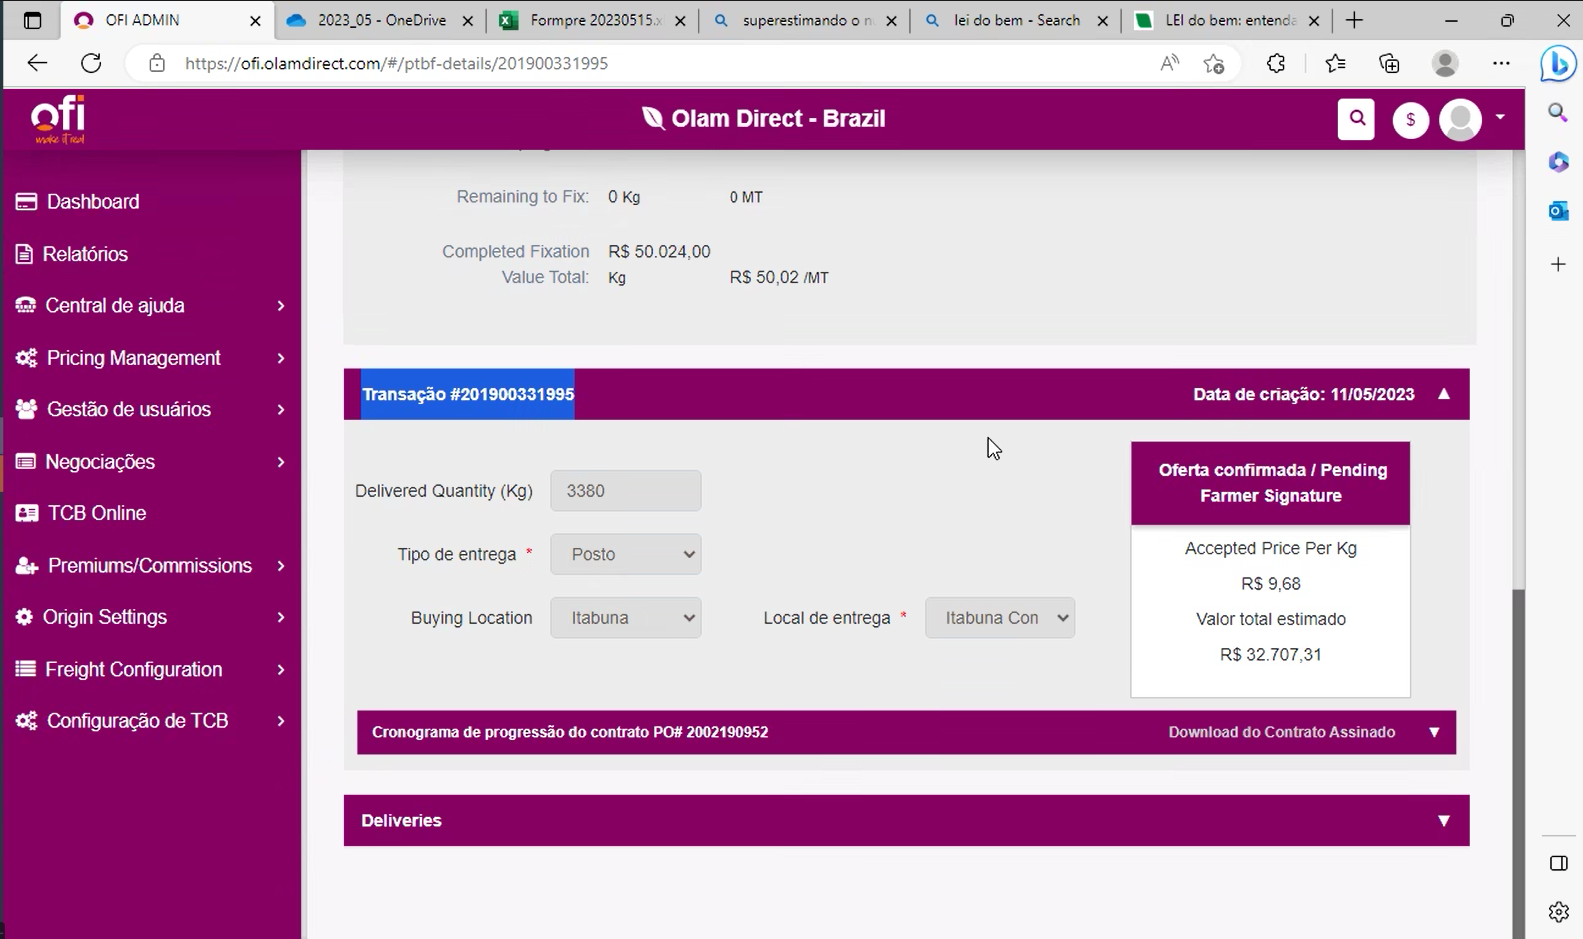 OFI ADMIN
2023_05 - OneDrive
Formpre 20230515.x
superestimando o n
lei do bem - Search
LEI do bem: entenda
https://ofi.olamdirect.com/#/ptbf-details/201900331995
ofi
make it real
Olam Direct - Brazil
$
Dashboard
Relatórios
Central de ajuda
Pricing Management
Gestão de usuários
Negociações
TCB Online
Premiums/Commissions
Origin Settings
Freight Configuration
Configuração de TCB
Remaining to Fix: 0 Kg 0 MT
Completed Fixation R$ 50.024,00
Value Total: Kg R$ 50,02 /MT
Transação #201900331995 Data de criação: 11/05/2023
Delivered Quantity (Kg) 3380
Tipo de entrega * Posto
Buying Location Itabuna Local de entrega * Itabuna Con
Oferta confirmada / Pending
Farmer Signature
Accepted Price Per Kg
R$ 9,68
Valor total estimado
R$ 32.707,31
Cronograma de progressão do contrato PO# 2002190952 Download do Contrato Assinado
Deliveries